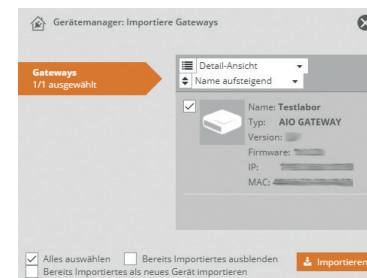 Gerätemanager: Importiere Gateways
Gateways
1/1 ausgewählt
Detail-Ansicht
Name aufsteigend
Name: Testlabor
Typ: AIO GATEWAY
Version:
Firmware:
IP:
MAC:
Alles auswählen Bereits Importiertes ausblenden
Bereits Importiertes als neues Gerät importieren
Importieren